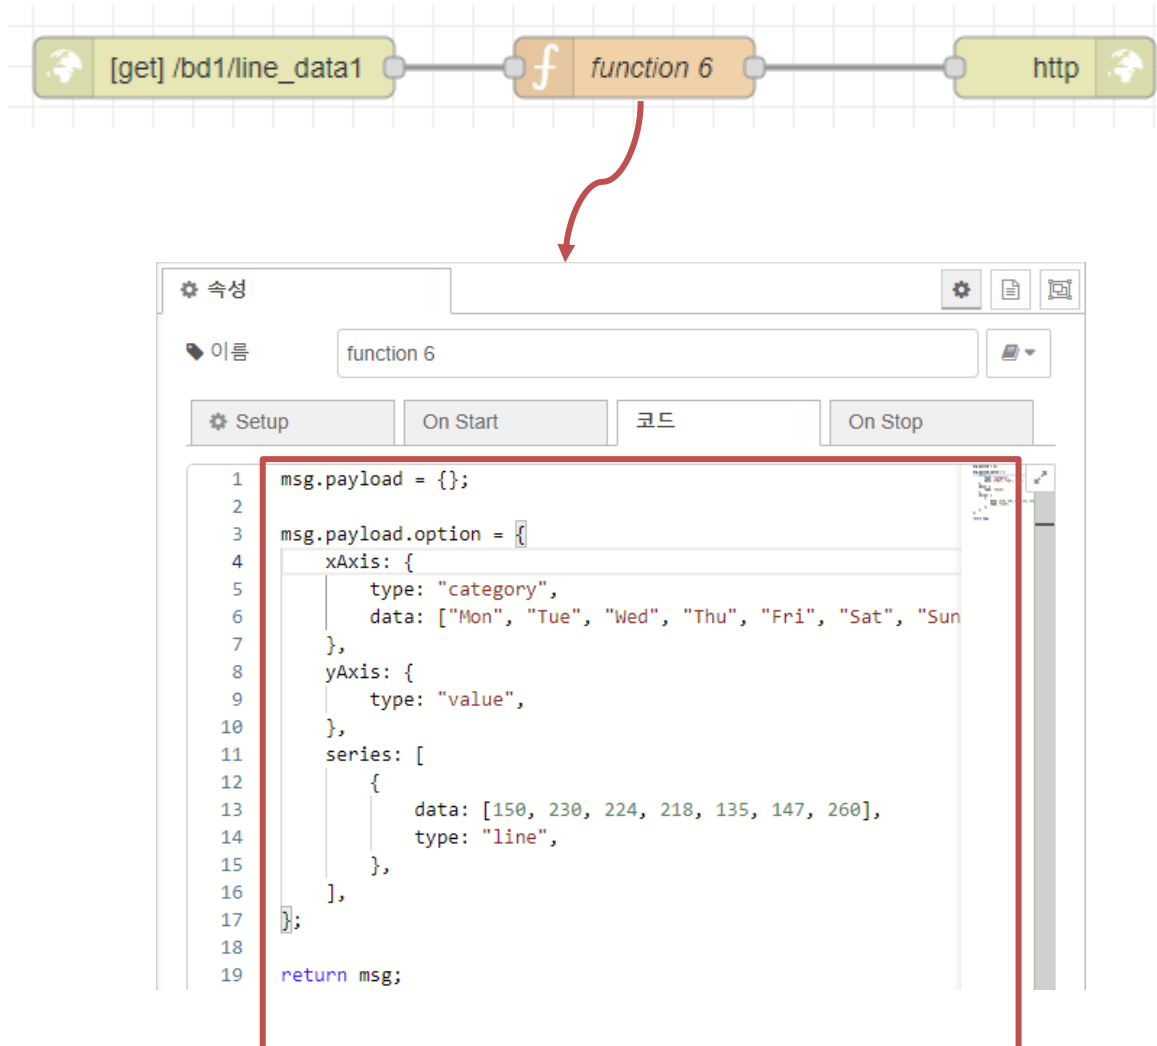 [get] /bd1/line_data1
function 6
http
속성
이름
function 6
Setup
On Start
코드
On Stop
1 msg.payload = {};
2
3 msg.payload.option = {
4     xAxis: {
5         type: "category",
6         data: ["Mon", "Tue", "Wed", "Thu", "Fri", "Sat", "Sun
7     },
8     yAxis: {
9         type: "value",
10     },
11     series: [
12         {
13             data: [150, 230, 224, 218, 135, 147, 260],
14             type: "line",
15         },
16     ],
17 };
18
19 return msg;